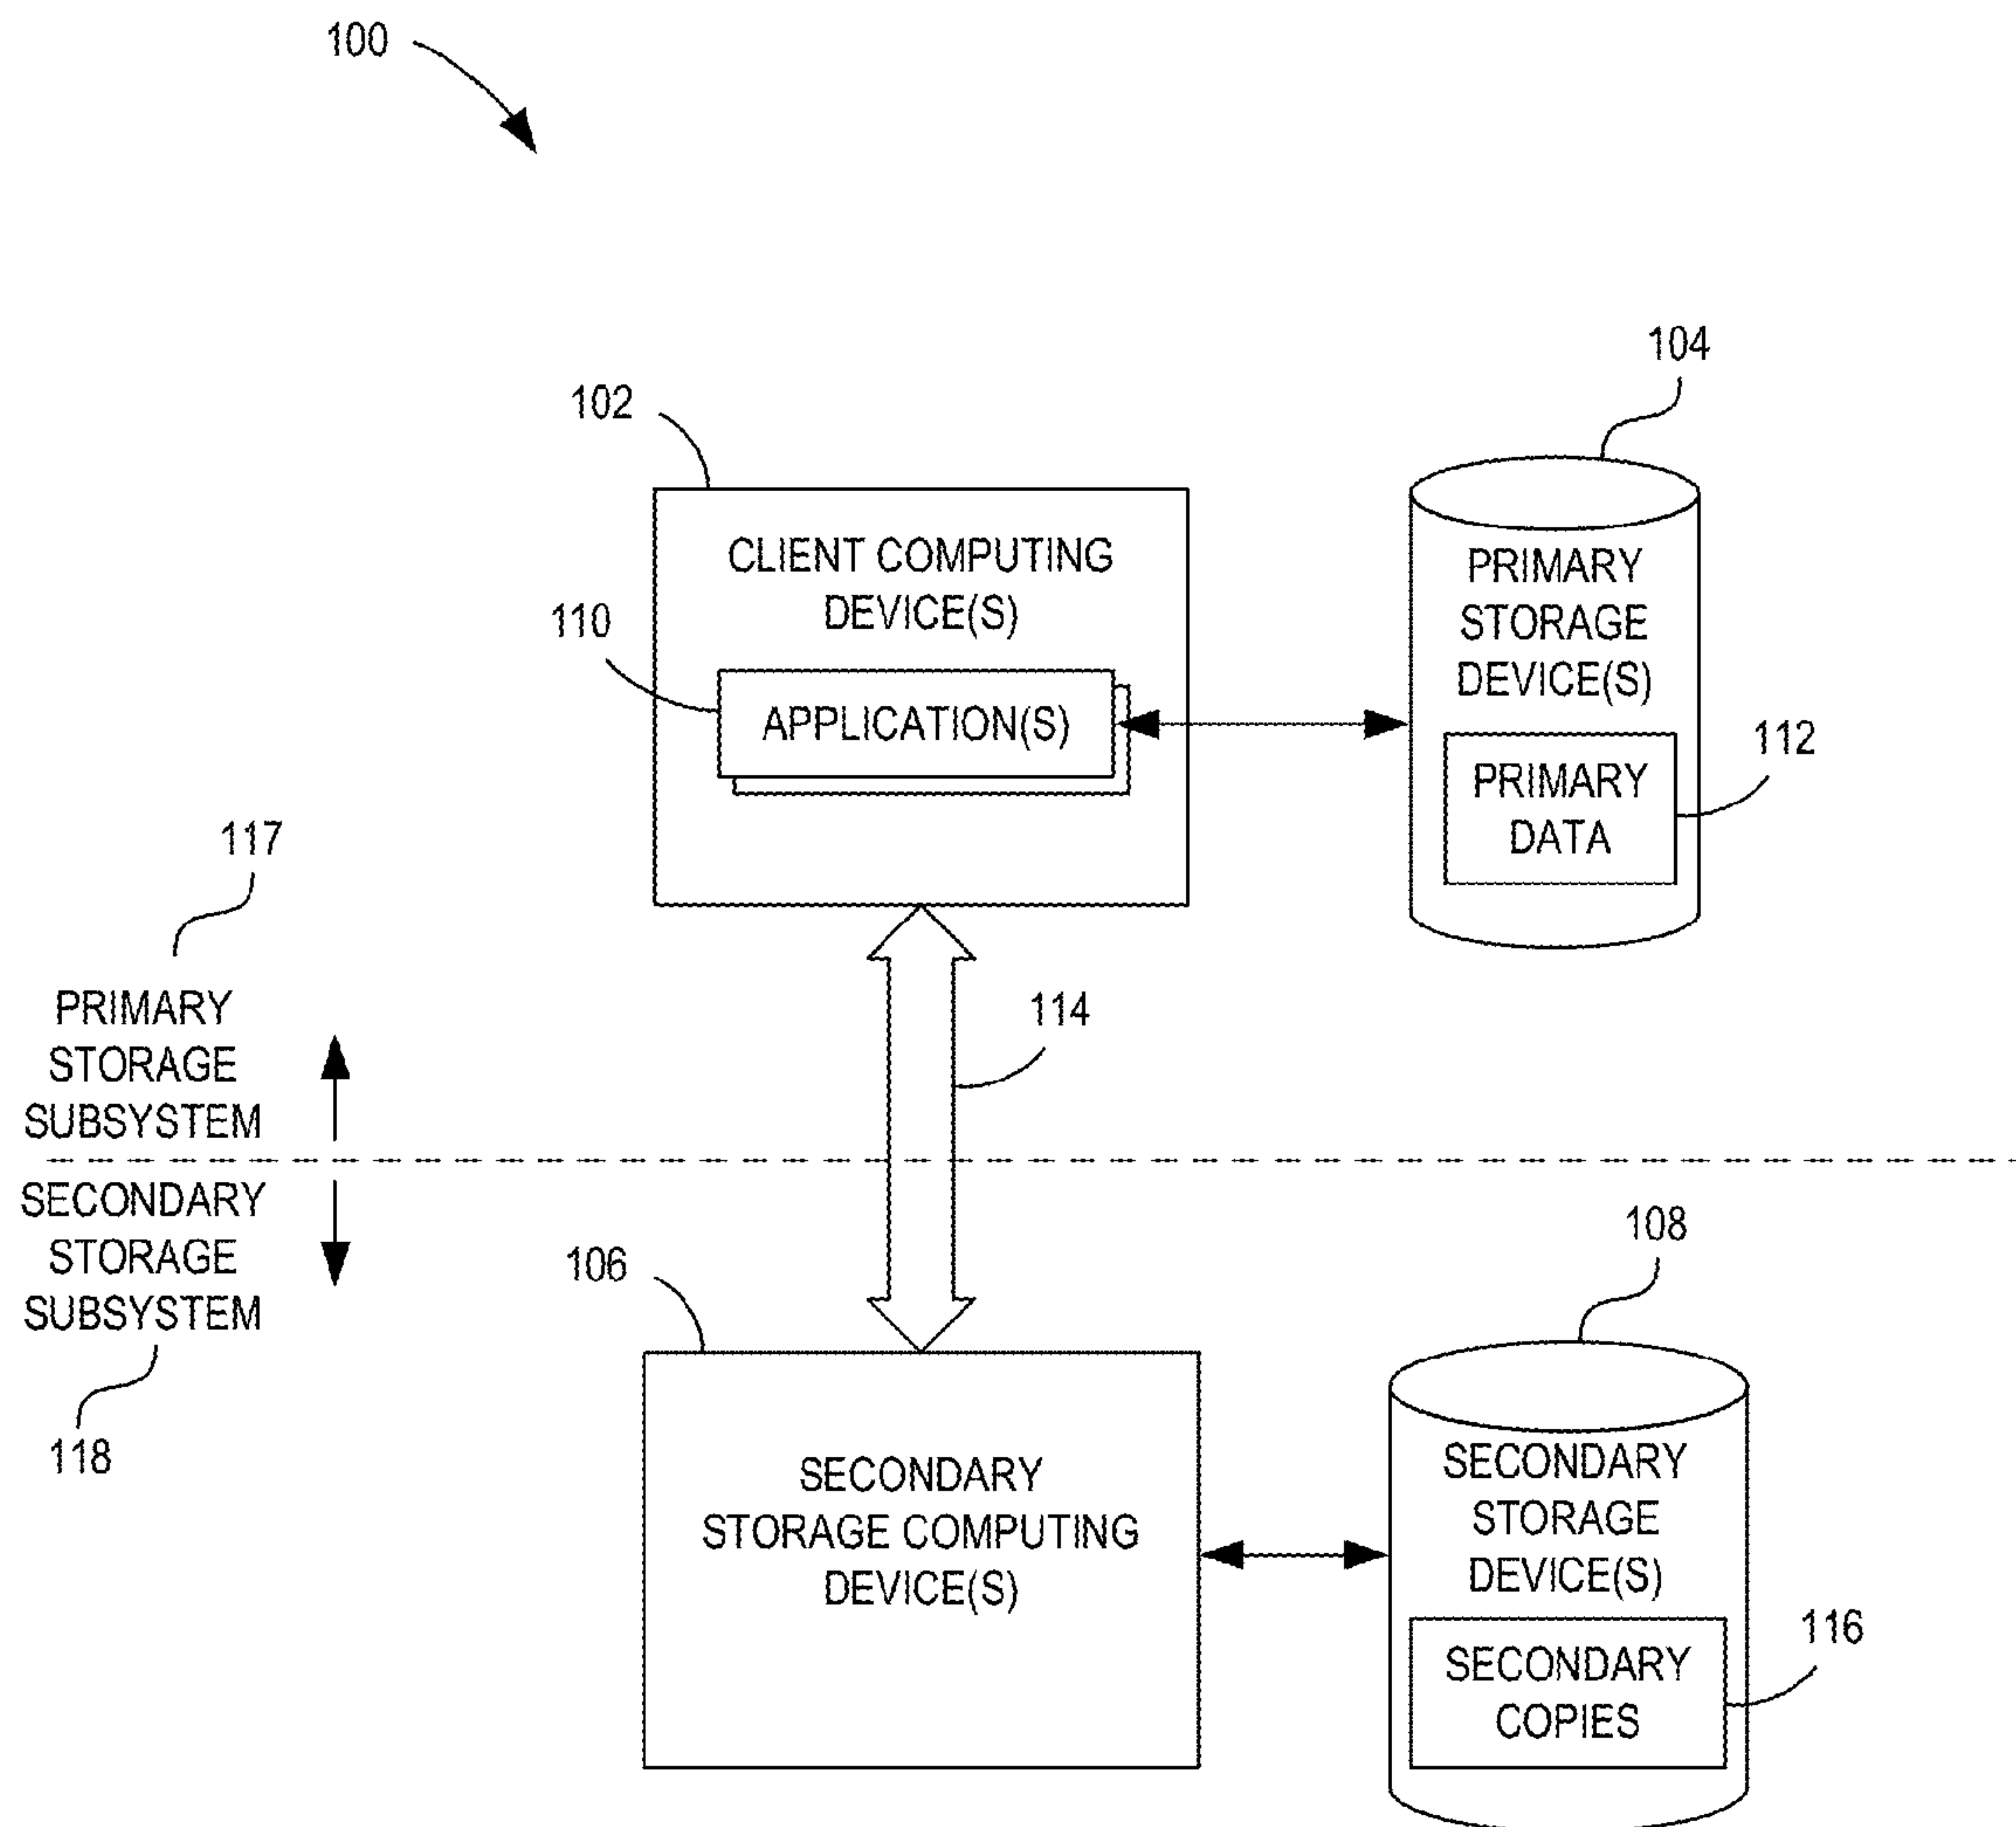 100
104
102
CLIENT COMPUTING
DEVICE(S)
PRIMARY
STORAGE
DEVICE(S)
110
APPLICATION(S)
112
PRIMARY
DATA
117
PRIMARY
STORAGE
SUBSYSTEM
114
SECONDARY
STORAGE
SUBSYSTEM
118
106
108
SECONDARY
STORAGE COMPUTING
DEVICE(S)
SECONDARY
STORAGE
DEVICE(S)
116
SECONDARY
COPIES